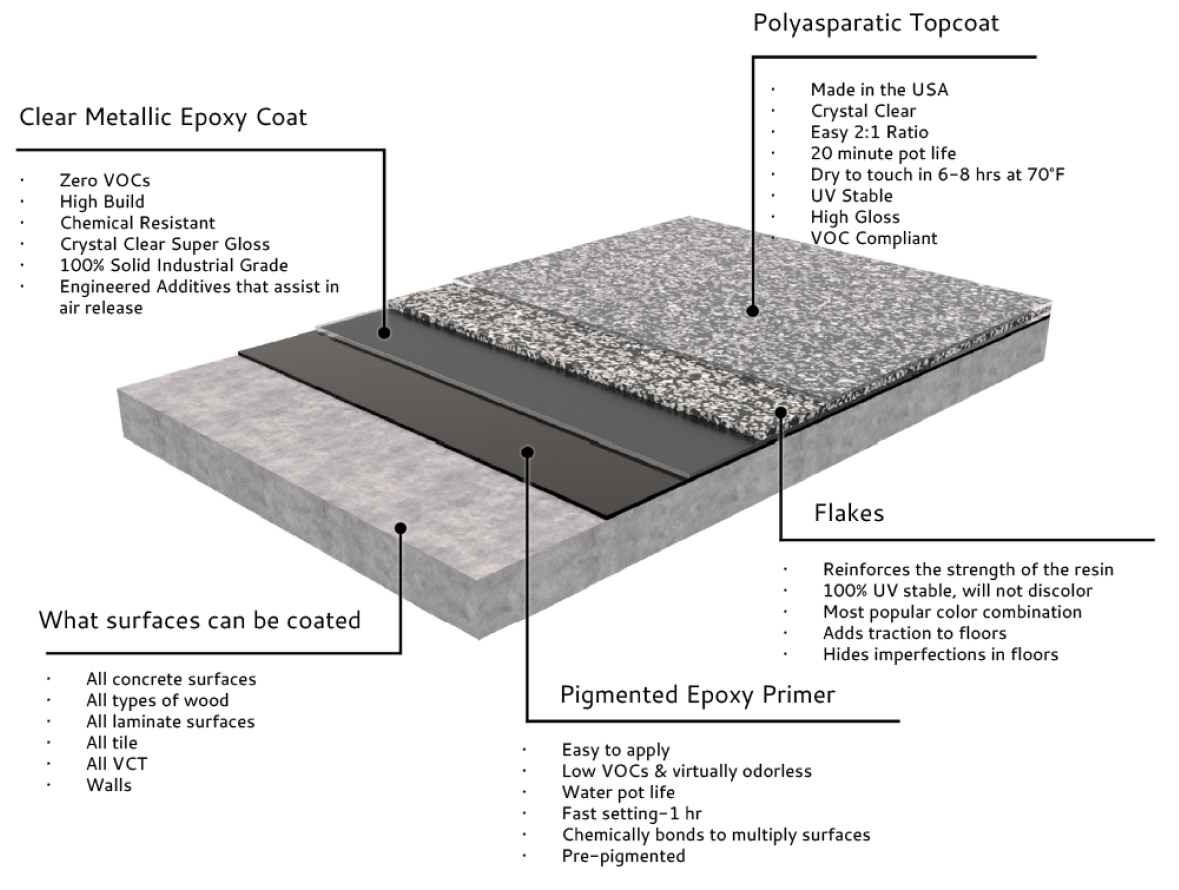 Polyasparatic Topcoat
Made in the USA
Crystal Clear
Easy 2:1 Ratio
20 minute pot life
Dry to touch in 6-8 hrs at 70°F
UV Stable
High Gloss
VOC Compliant
Clear Metallic Epoxy Coat
Zero VOCs
High Build
Chemical Resistant
Crystal Clear Super Gloss
100% Solid Industrial Grade
Engineered Additives that assist in
air release
Flakes
Reinforces the strength of the resin
100% UV stable, will not discolor
Most popular color combination
Adds traction to floors
Hides imperfections in floors
What surfaces can be coated
All concrete surfaces
All types of wood
All laminate surfaces
All tile
All VCT
Walls
Pigmented Epoxy Primer
Easy to apply
Low VOCs & virtually odorless
Water pot life
Fast setting-1 hr
Chemically bonds to multiply surfaces
Pre-pigmented